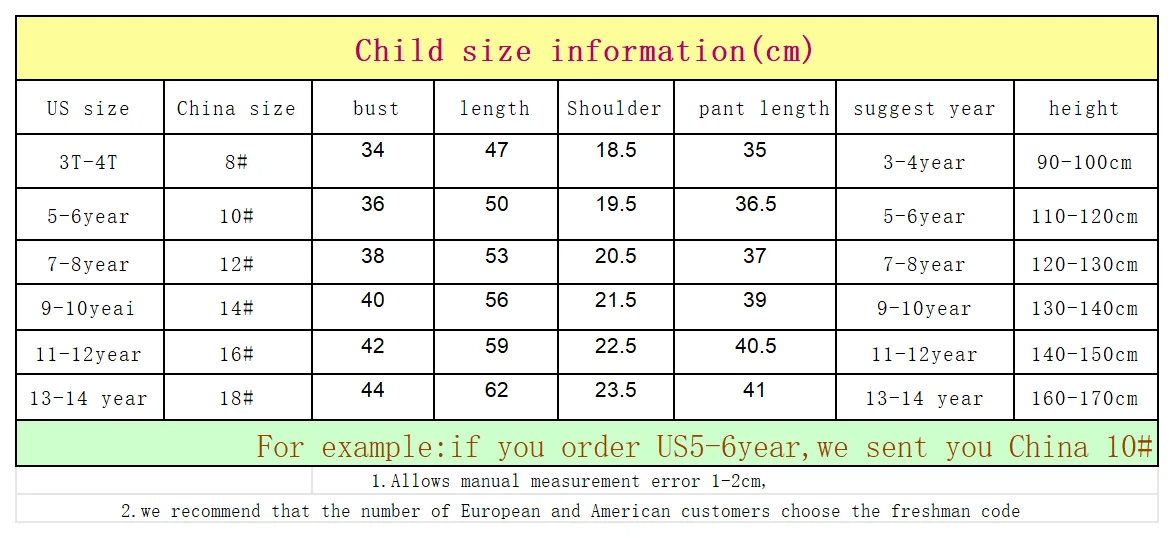 Child size information(cm)
US size China size bust length Shoulder pant length suggest year height
3T-4T 8# 34 47 18.5 35 3-4year 90-100cm
5-6year 10# 36 50 19.5 36.5 5-6year 110-120cm
7-8year 12# 38 53 20.5 37 7-8year 120-130cm
9-10yeai 14# 40 56 21.5 39 9-10year 130-140cm
11-12year 16# 42 59 22.5 40.5 11-12year 140-150cm
13-14 year 18# 44 62 23.5 41 13-14 year 160-170cm
For example:if you order US5-6year,we sent you China 10#
1.Allows manual measurement error 1-2cm,
2.we recommend that the number of European and American customers choose the freshman code